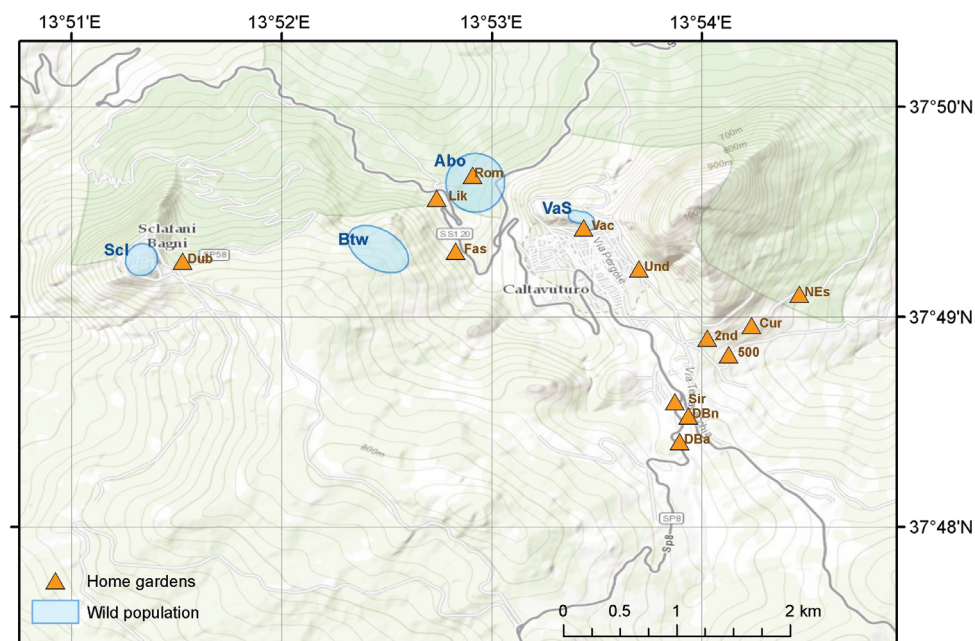 13°51'E 13°52'E 13°53'E 13°54'E
37°50'N
700m
800m
900m
Abo
Rom
Lik
VaS
Vac
Sclafani
Bagni
SS120
Btw
Scl
Dub
SP58
Fas
Via Pergole
Und
Caltavuturo
NEs
37°49'N
Cur
2nd
500
Sir
DBn
DBa
800m
SP8
Sp8
37°48'N
Home gardens
Wild population
0 0.5 1 2 km